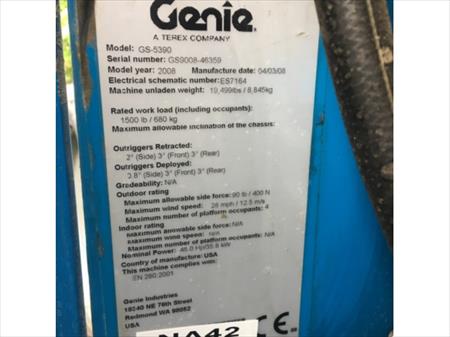 Genie
A TEREX COMPANY
Model: GS-5390
Serial number: GS9008-46359
Model year: 2008 Manufacture date: 04/03/08
Electrical schematic number: ES7164
Machine unladen weight: 19,499lbs / 8,845kg
Rated work load (including occupants):
1500 lb / 680 kg
Maximum allowable inclination of the chassis:
Outriggers Retracted:
2° (Side) 3° (Front) 3° (Rear)
Outriggers Deployed:
0.8° (Side) 3° (Front) 3° (Rear)
Gradeability: N/A
Outdoor rating
Maximum allowable side force: 90 lb / 400 N
Maximum wind speed: 28 mph / 12.5 m/s
Maximum number of platform occupants: 4
Indoor rating
Maximum allowable side force: N/A
Maximum wind speed: N/A
Maximum number of platform occupants: N/A
Nominal Power: 48.0 Hp/35.8 kW
Country of manufacture: USA
This machine complies with:
EN 280:2001
Genie Industries
18340 NE 76th Street
Redmond WA 98052
USA
CE